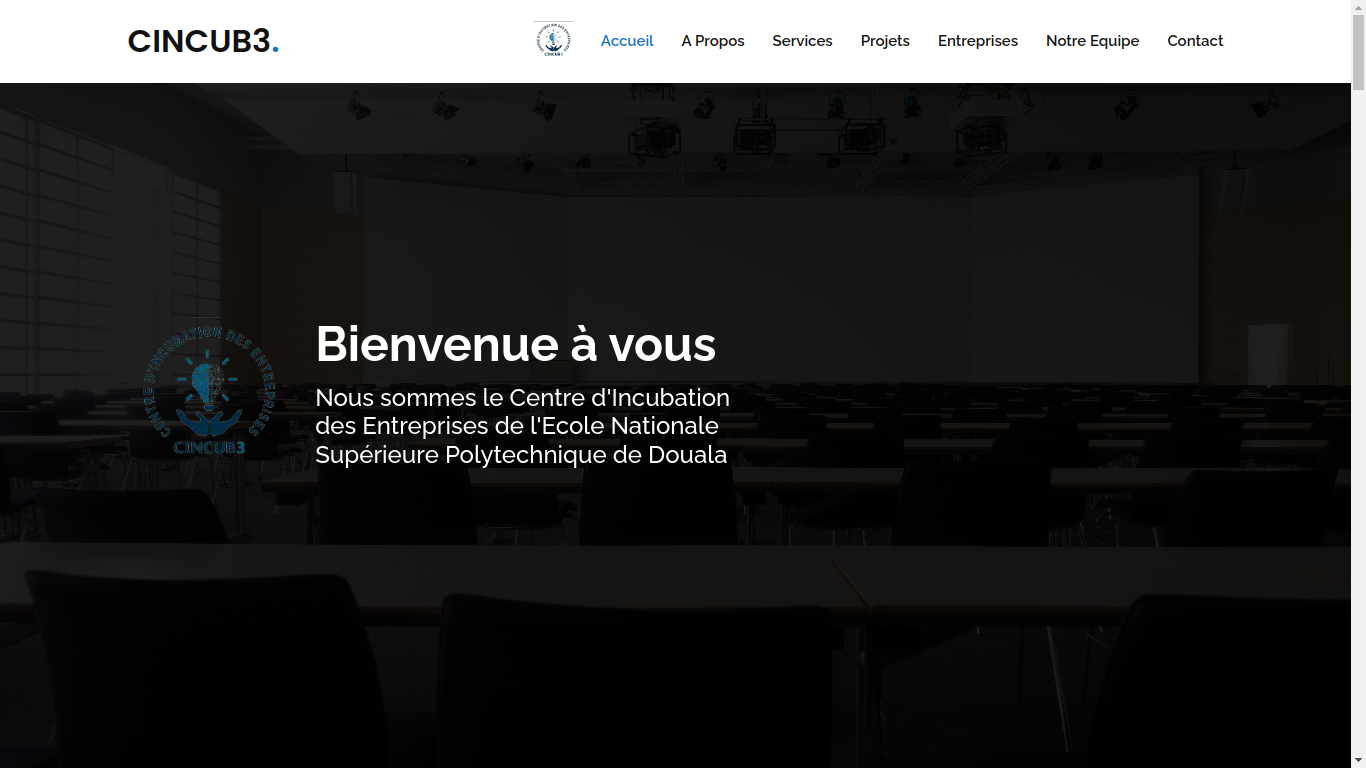 CINCUB3.
Accueil
A Propos
Services
Projets
Entreprises
Notre Equipe
Contact
CENTRE D'INCUBATION DES ENTREPRISES
CINCUB3
Bienvenue à vous
Nous sommes le Centre d'Incubation
des Entreprises de l'Ecole Nationale
Supérieure Polytechnique de Douala